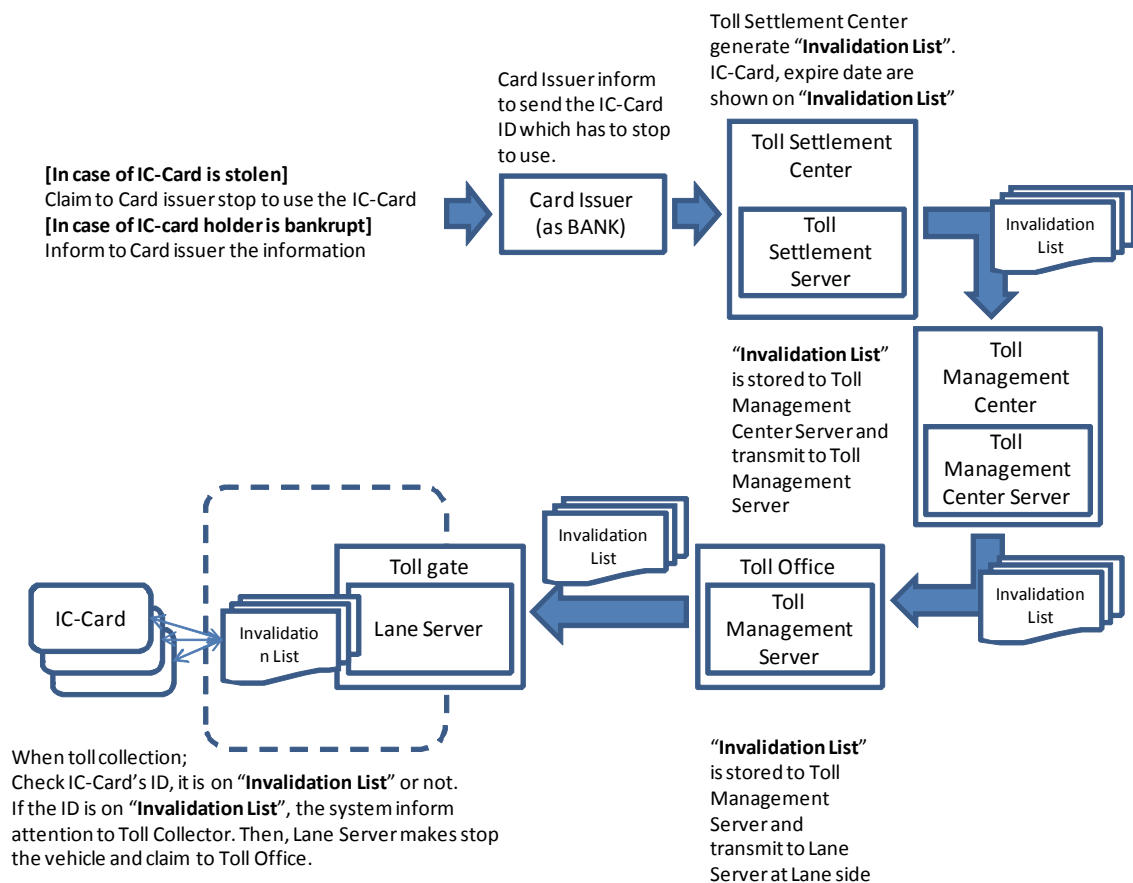 Toll Settlement Center
generate “Invalidation List”.
IC-Card, expire date are
shown on “Invalidation List”
Card Issuer inform
to send the IC-Card
ID which has to stop
to use.
[In case of IC-Card is stolen]
Claim to Card issuer stop to use the IC-Card
[In case of IC-card holder is bankrupt]
Inform to Card issuer the information
Card Issuer
(as BANK)
Toll Settlement
Center
Toll
Settlement
Server
Invalidation
List
“Invalidation List”
is stored to Toll
Management
Center Server and
transmit to Toll
Management
Server
Toll
Management
Center
Toll
Management
Center Server
Invalidation
List
Toll Office
Toll
Management
Server
Invalidation
List
Toll gate
Lane Server
Invalidatio
n List
IC-Card
When toll collection;
Check IC-Card’s ID, it is on “Invalidation List” or not.
If the ID is on “Invalidation List”, the system inform
attention to Toll Collector. Then, Lane Server makes stop
the vehicle and claim to Toll Office.
“Invalidation List”
is stored to Toll
Management
Server and
transmit to Lane
Server at Lane side